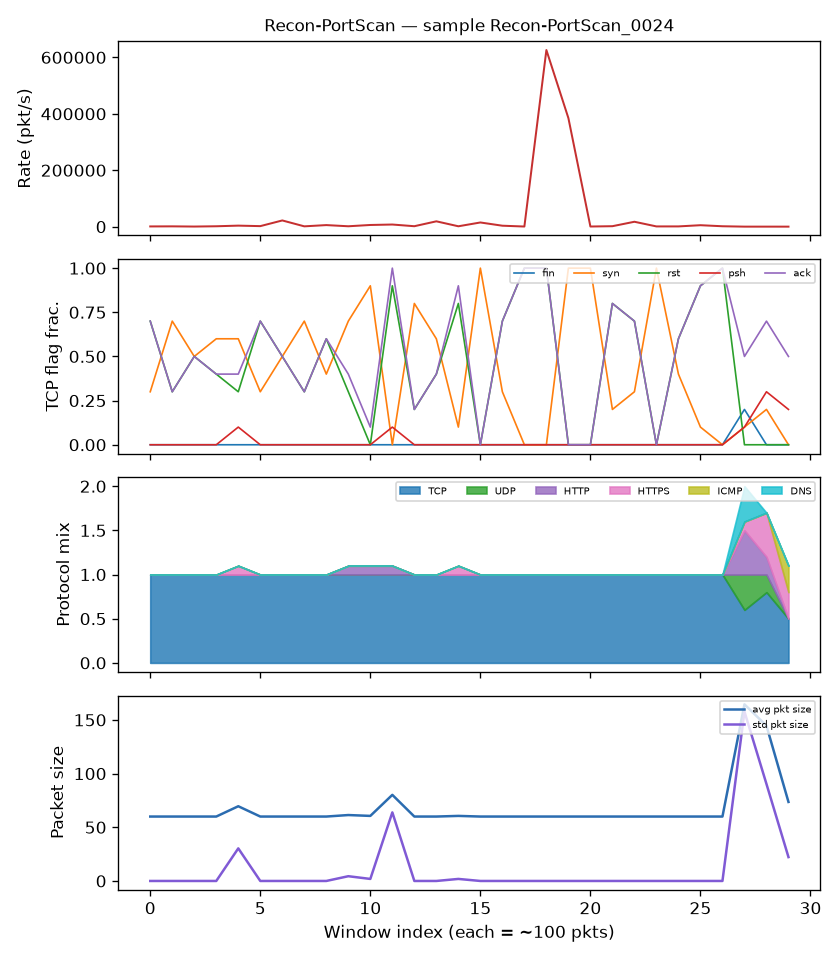 Recon-PortScan — sample Recon-PortScan_0024
Rate (pkt/s)
600000
400000
200000
0
TCP flag frac.
1.00
0.75
0.50
0.25
0.00
fin syn rst psh ack
Protocol mix
2.0
1.5
1.0
0.5
0.0
TCP UDP HTTP HTTPS ICMP DNS
Packet size
150
100
50
0
avg pkt size
std pkt size
0 5 10 15 20 25 30
Window index (each = ~100 pkts)